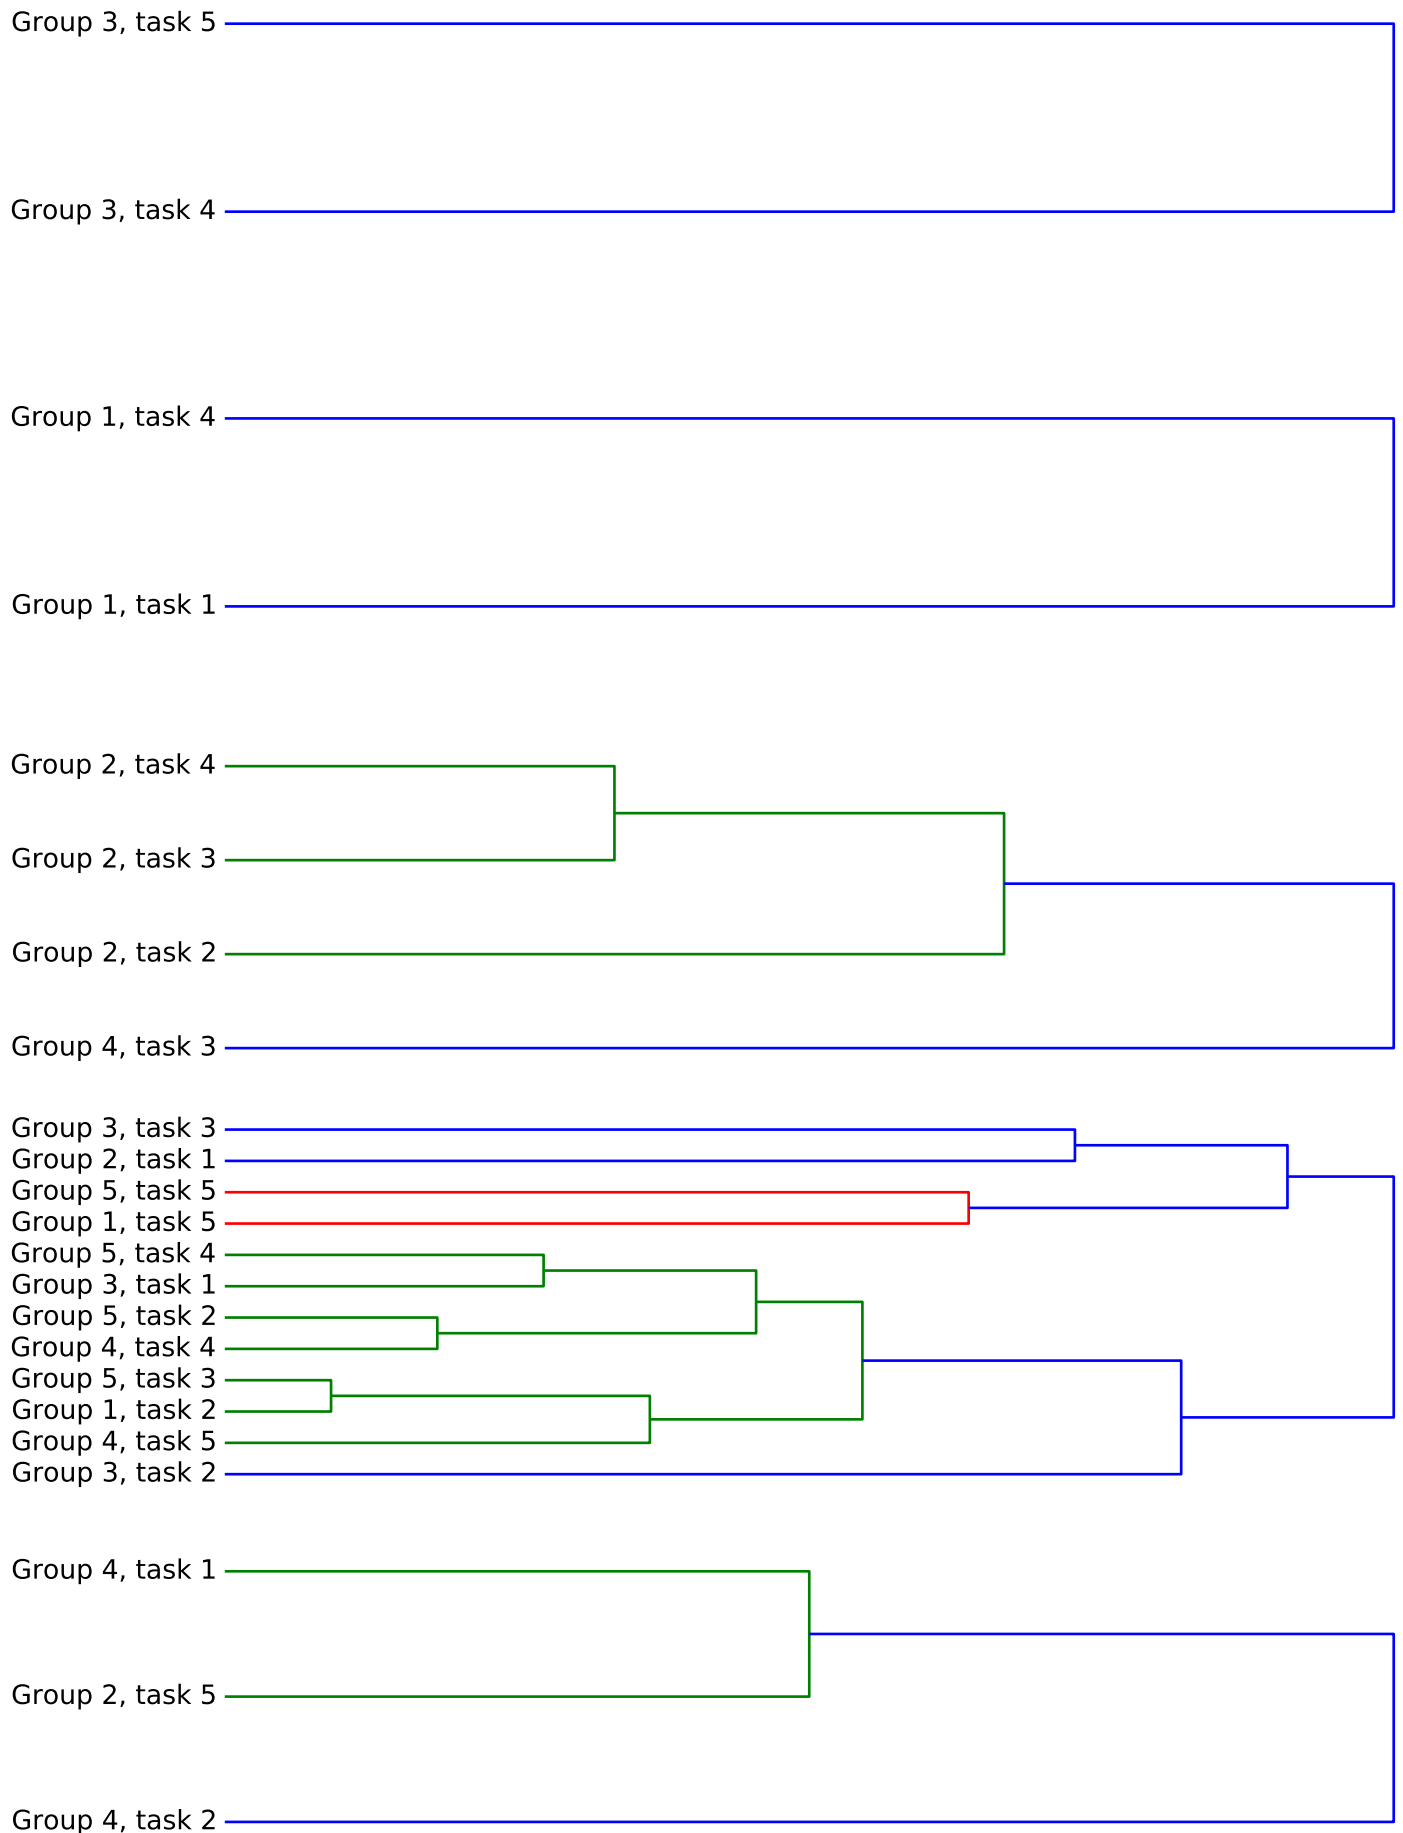 Group 3, task 5
Group 3, task 4
Group 1, task 4
Group 1, task 1
Group 2, task 4
Group 2, task 3
Group 2, task 2
Group 4, task 3
Group 3, task 3
Group 2, task 1
Group 5, task 5
Group 1, task 5
Group 5, task 4
Group 3, task 1
Group 5, task 2
Group 4, task 4
Group 5, task 3
Group 1, task 2
Group 4, task 5
Group 3, task 2
Group 4, task 1
Group 2, task 5
Group 4, task 2